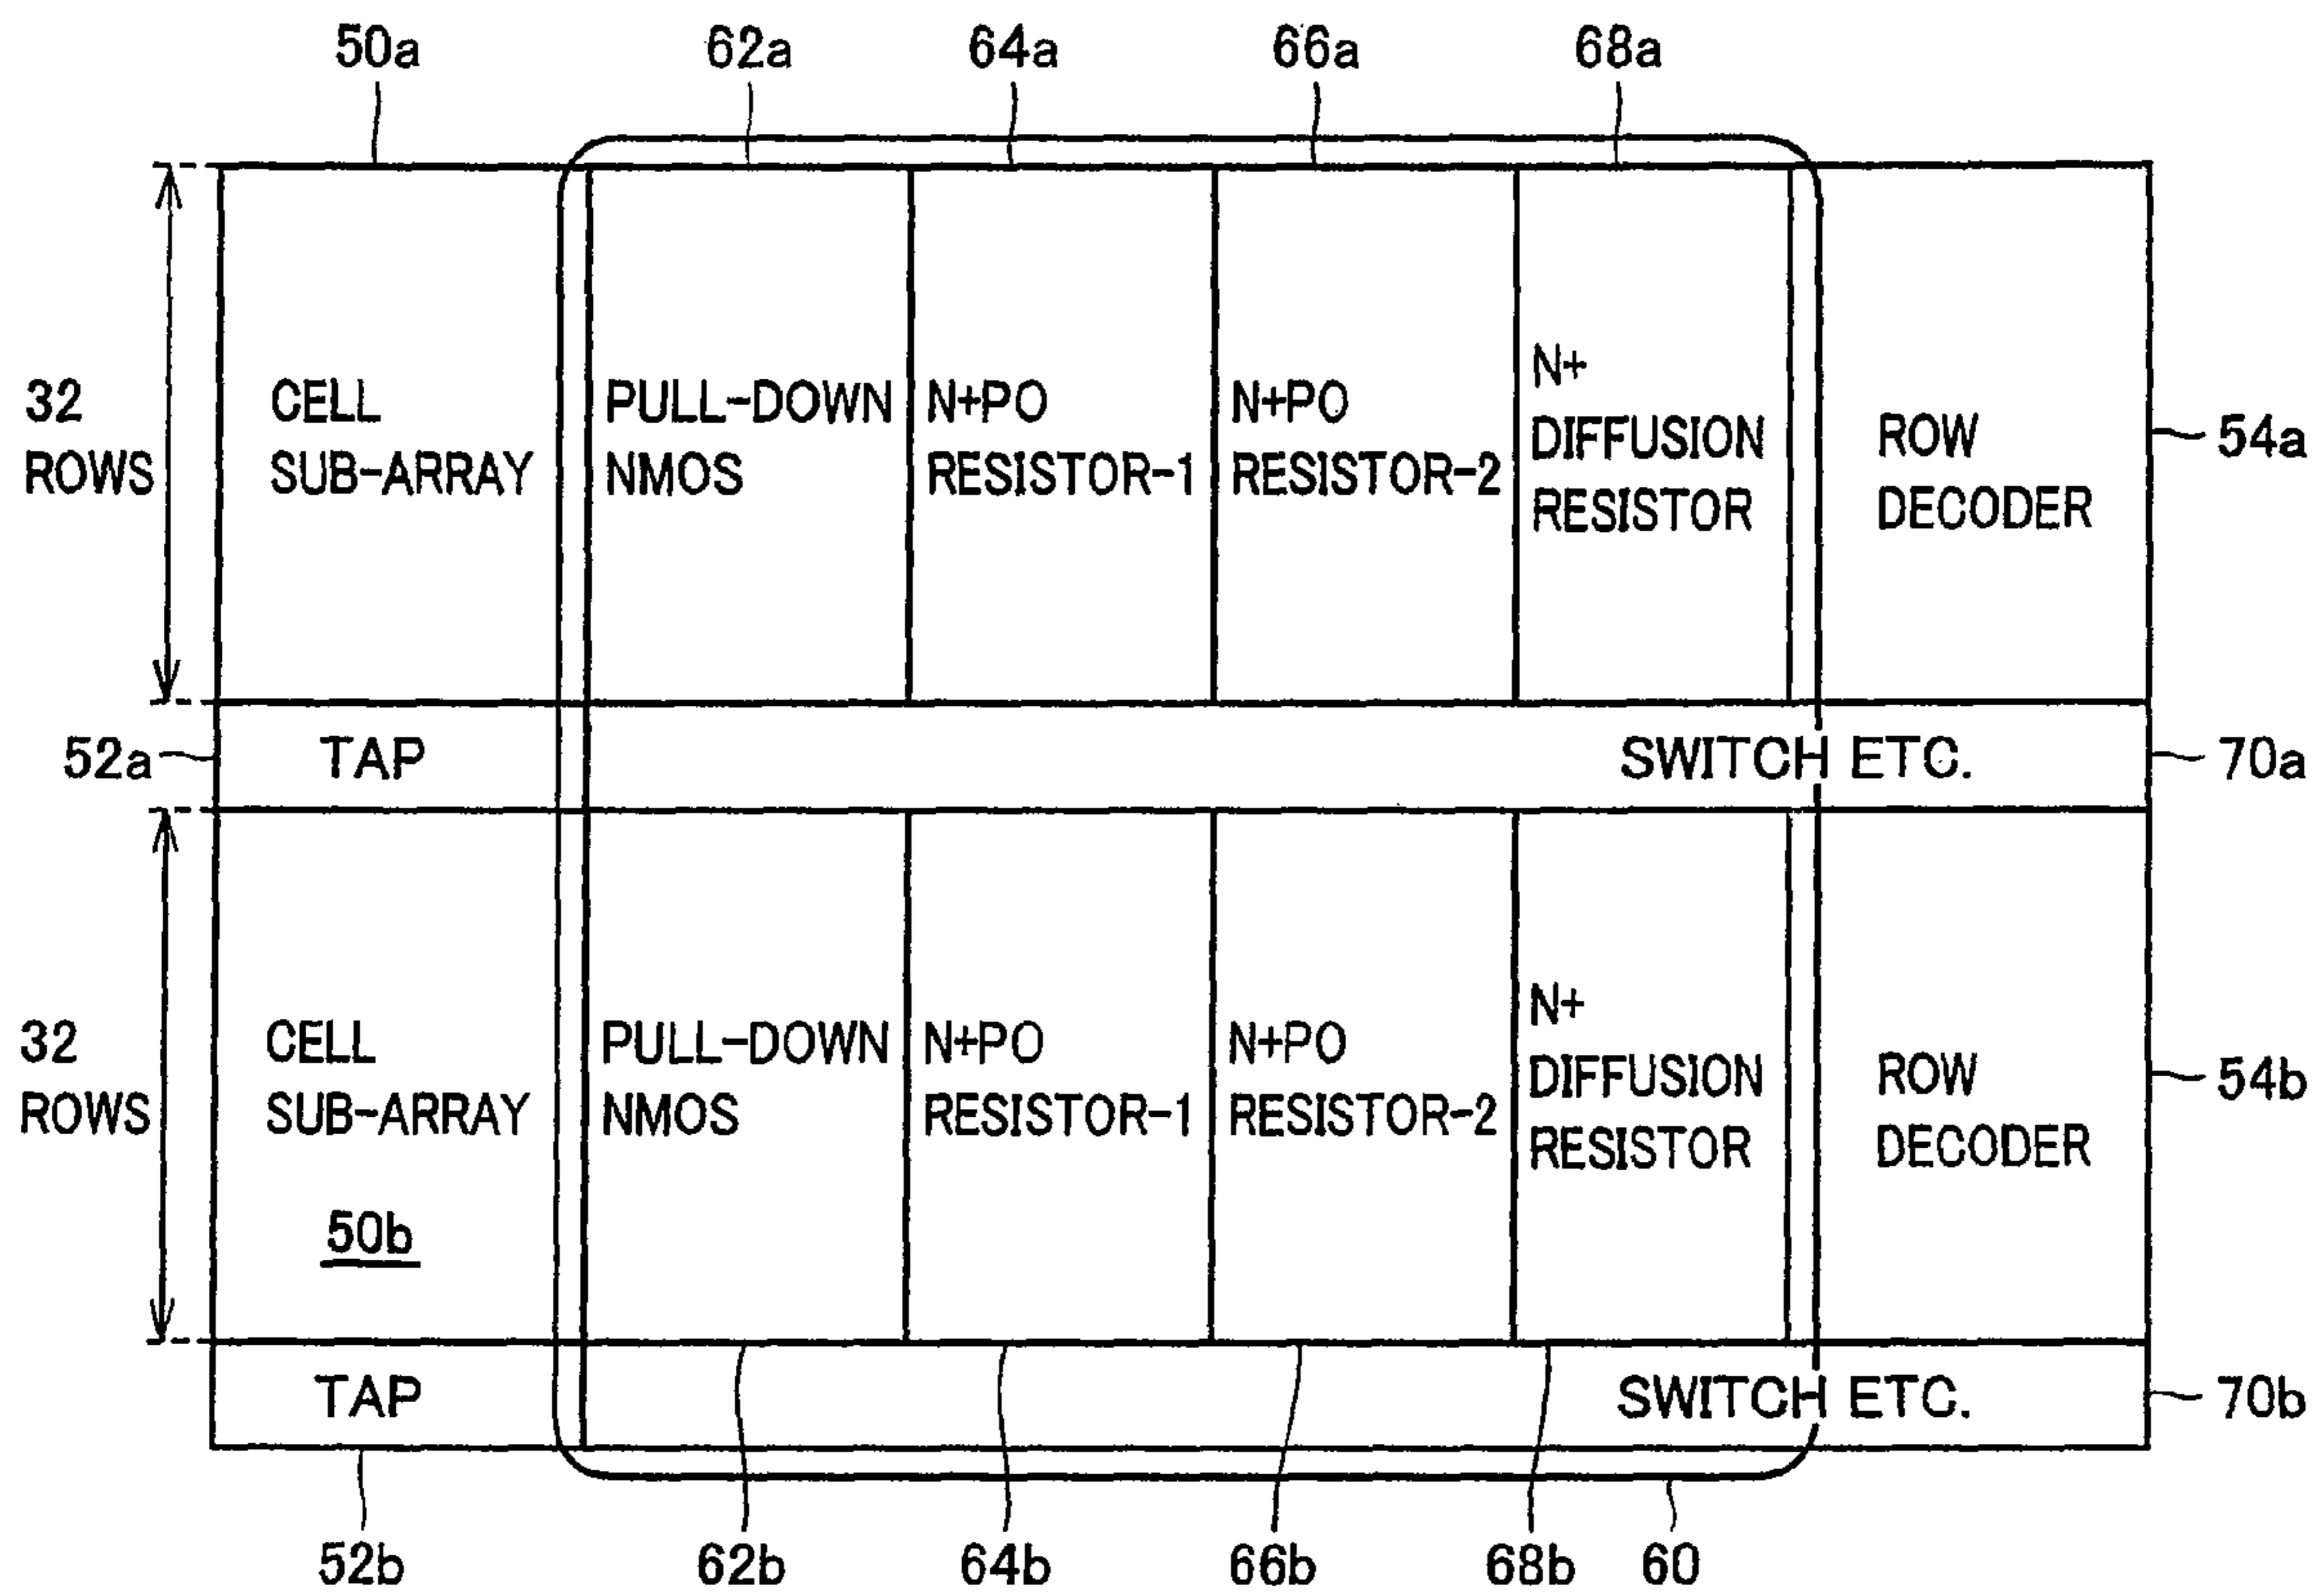 50a 62a 64a 66a 68a
32
ROWS
CELL
SUB-ARRAY
PULL-DOWN
NMOS
N+PO
RESISTOR-1
N+PO
RESISTOR-2
N+
DIFFUSION
RESISTOR
ROW
DECODER
54a
52a
TAP
SWITCH ETC.
70a
32
ROWS
CELL
SUB-ARRAY
50b
PULL-DOWN
NMOS
N+PO
RESISTOR-1
N+PO
RESISTOR-2
N+
DIFFUSION
RESISTOR
ROW
DECODER
54b
TAP
SWITCH ETC.
70b
52b 62b 64b 66b 68b 60